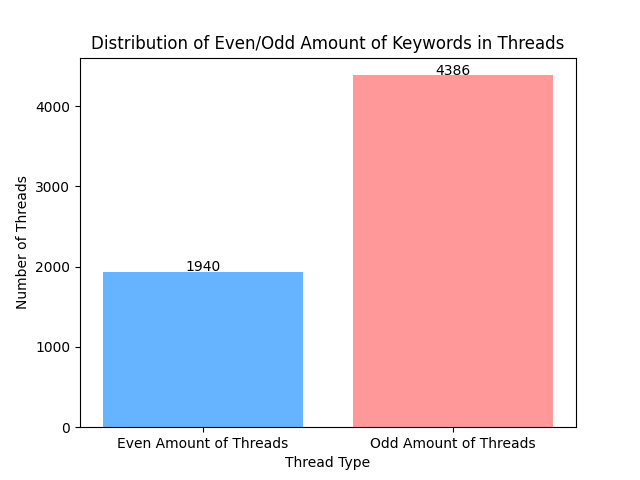 Distribution of Even/Odd Amount of Keywords in Threads
4386
4000
3000
2000
1940
1000
0
Number of Threads
Even Amount of Threads
Odd Amount of Threads
Thread Type